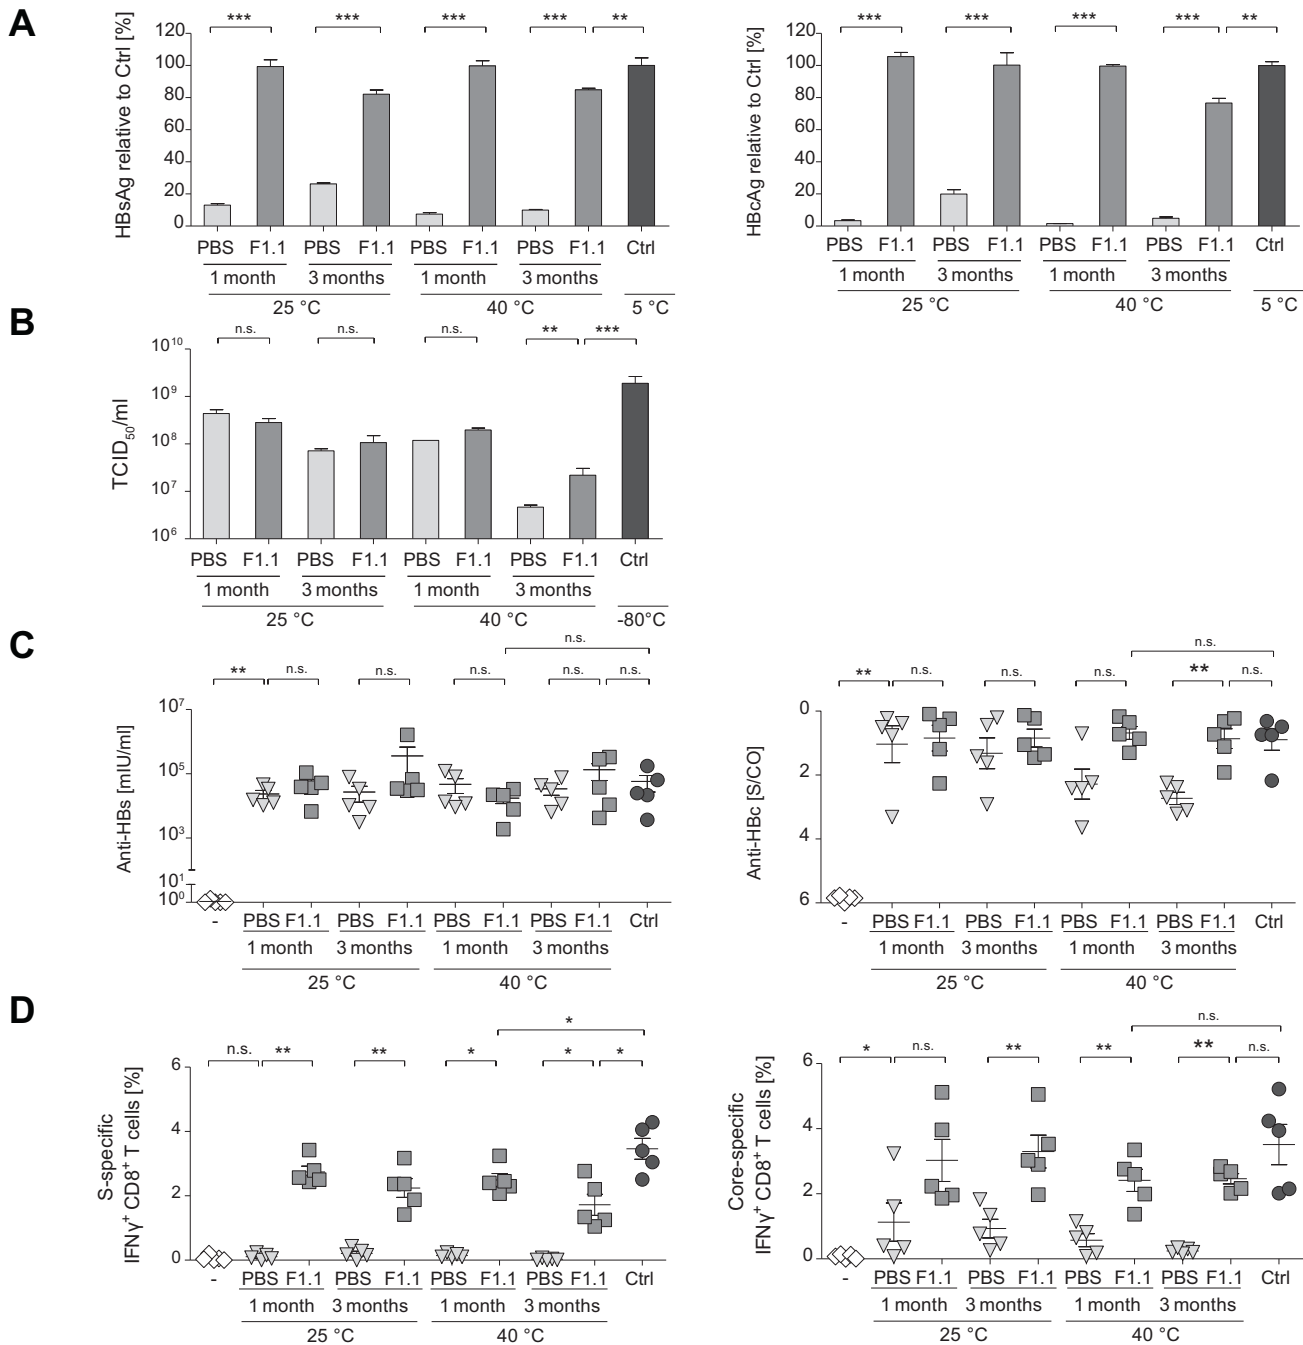 A
HBsAg relative to Ctrl [%]
*** *** *** *** **
120
100
80
60
40
20
0
PBS F1.1 PBS F1.1 PBS F1.1 PBS F1.1 Ctrl
1 month 3 months 1 month 3 months
25 °C 40 °C 5 °C
HBcAg relative to Ctrl [%]
*** *** *** *** **
120
100
80
60
40
20
0
PBS F1.1 PBS F1.1 PBS F1.1 PBS F1.1 Ctrl
1 month 3 months 1 month 3 months
25 °C 40 °C 5 °C
B
TCID50/ml
n.s. n.s. n.s. ** ***
10^10
10^9
10^8
10^7
10^6
PBS F1.1 PBS F1.1 PBS F1.1 PBS F1.1 Ctrl
1 month 3 months 1 month 3 months
25 °C 40 °C -80°C
C
Anti-HBs [mIU/ml]
n.s.
** n.s. n.s. n.s. n.s. n.s.
10^7
10^5
10^3
10^1
10^0
- PBS F1.1 PBS F1.1 PBS F1.1 PBS F1.1 Ctrl
1 month 3 months 1 month 3 months
25 °C 40 °C
Anti-HBc [S/CO]
n.s.
** n.s. n.s. n.s. ** n.s.
0
2
4
6
- PBS F1.1 PBS F1.1 PBS F1.1 PBS F1.1 Ctrl
1 month 3 months 1 month 3 months
25 °C 40 °C
D
S-specific
IFNγ+ CD8+ T cells [%]
*
n.s. ** ** * * *
6
4
2
0
- PBS F1.1 PBS F1.1 PBS F1.1 PBS F1.1 Ctrl
1 month 3 months 1 month 3 months
25 °C 40 °C
Core-specific
IFNγ+ CD8+ T cells [%]
n.s.
* n.s. ** ** ** n.s.
6
4
2
0
- PBS F1.1 PBS F1.1 PBS F1.1 PBS F1.1 Ctrl
1 month 3 months 1 month 3 months
25 °C 40 °C